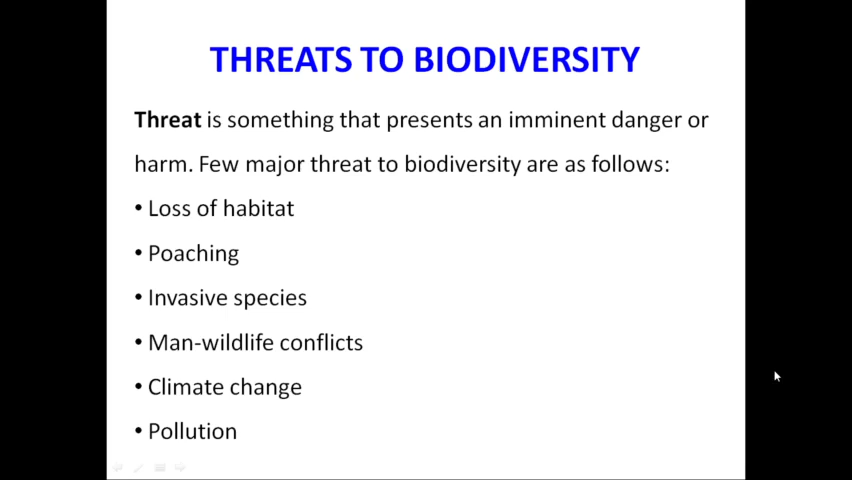 THREATS TO BIODIVERSITY
Threat is something that presents an imminent danger or
harm. Few major threat to biodiversity are as follows:
• Loss of habitat
• Poaching
• Invasive species
• Man-wildlife conflicts
• Climate change
• Pollution